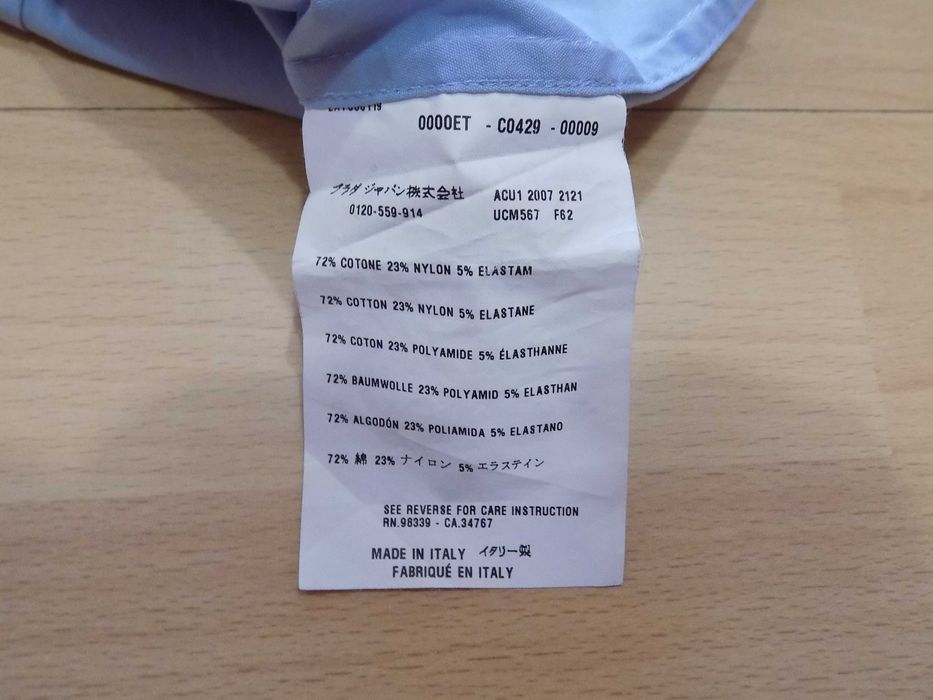 0000ET - C0429 - 00009
プラダ ジャパン株式会社 ACU1 2007 2121
0120-559-914 UCM567 F62
72% COTONE 23% NYLON 5% ELASTAM
72% COTTON 23% NYLON 5% ELASTANE
72% COTON 23% POLYAMIDE 5% ÉLASTHANNE
72% BAUMWOLLE 23% POLYAMID 5% ELASTHAN
72% ALGODÓN 23% POLIAMIDA 5% ELASTANO
72% 綿 23% ナイロン 5% エラステイン
SEE REVERSE FOR CARE INSTRUCTION
RN.98339 - CA.34767
MADE IN ITALY イタリー製
FABRIQUÉ EN ITALY